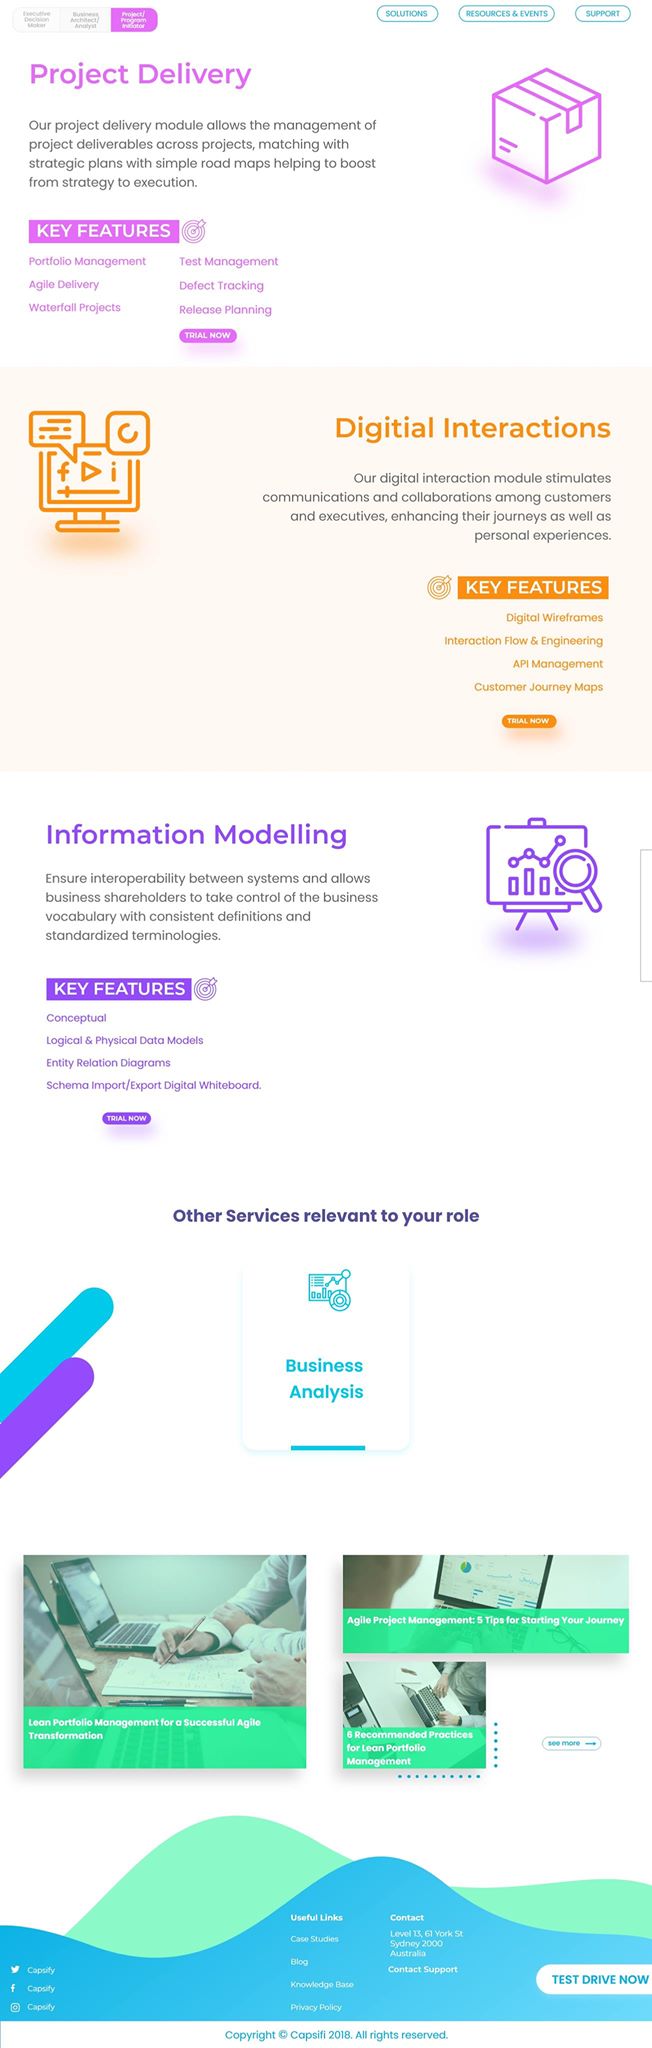 Executive
Decision
Maker
Business
Architect/
Analyst
Project/
Program
Initiator
SOLUTIONS
RESOURCES & EVENTS
SUPPORT
Project Delivery
Our project delivery module allows the management of
project deliverables across projects, matching with
strategic plans with simple road maps helping to boost
from strategy to execution.
KEY FEATURES
Portfolio Management
Agile Delivery
Waterfall Projects
Test Management
Defect Tracking
Release Planning
TRIAL NOW
Digitial Interactions
Our digital interaction module stimulates
communications and collaborations among customers
and executives, enhancing their journeys as well as
personal experiences.
KEY FEATURES
Digital Wireframes
Interaction Flow & Engineering
API Management
Customer Journey Maps
TRIAL NOW
Information Modelling
Ensure interoperability between systems and allows
business shareholders to take control of the business
vocabulary with consistent definitions and
standardized terminologies.
KEY FEATURES
Conceptual
Logical & Physical Data Models
Entity Relation Diagrams
Schema Import/Export Digital Whiteboard.
TRIAL NOW
Other Services relevant to your role
Business
Analysis
Lean Portfolio Management for a Successful Agile
Transformation
Agile Project Management: 5 Tips for Starting Your Journey
6 Recommended Practices
for Lean Portfolio
Management
see more
Useful Links
Case Studies
Blog
Knowledge Base
Privacy Policy
Contact
Level 13, 61 York St
Sydney 2000
Australia
Contact Support
Capsify
Capsify
Capsify
TEST DRIVE NOW
Copyright © Capsifi 2018. All rights reserved.